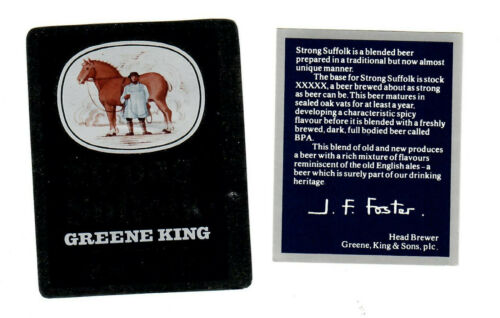 GREENE KING
Strong Suffolk is a blended beer
prepared in a traditional but now almost
unique manner.
The base for Strong Suffolk is stock
XXXXX, a beer brewed about as strong
as beer can be. This beer matures in
sealed oak vats for at least a year,
developing a characteristic spicy
flavour before it is blended with a freshly
brewed, dark, full bodied beer called
BPA.
This blend of old and new produces
a beer with a rich mixture of flavours
reminiscent of the old English ales – a
beer which is surely part of our drinking
heritage
J. F. Foster.
Head Brewer
Greene, King & Sons, plc.